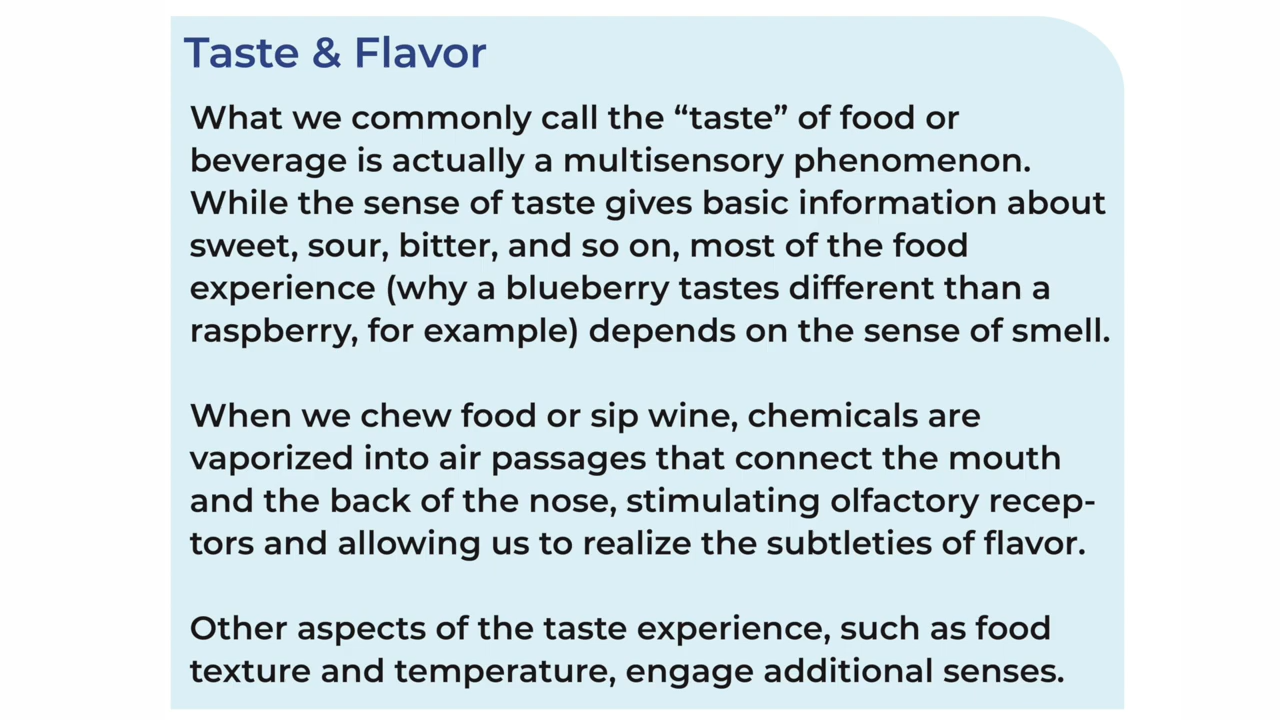 Taste & Flavor
What we commonly call the “taste” of food or
beverage is actually a multisensory phenomenon.
While the sense of taste gives basic information about
sweet, sour, bitter, and so on, most of the food
experience (why a blueberry tastes different than a
raspberry, for example) depends on the sense of smell.
When we chew food or sip wine, chemicals are
vaporized into air passages that connect the mouth
and the back of the nose, stimulating olfactory recep-
tors and allowing us to realize the subtleties of flavor.
Other aspects of the taste experience, such as food
texture and temperature, engage additional senses.